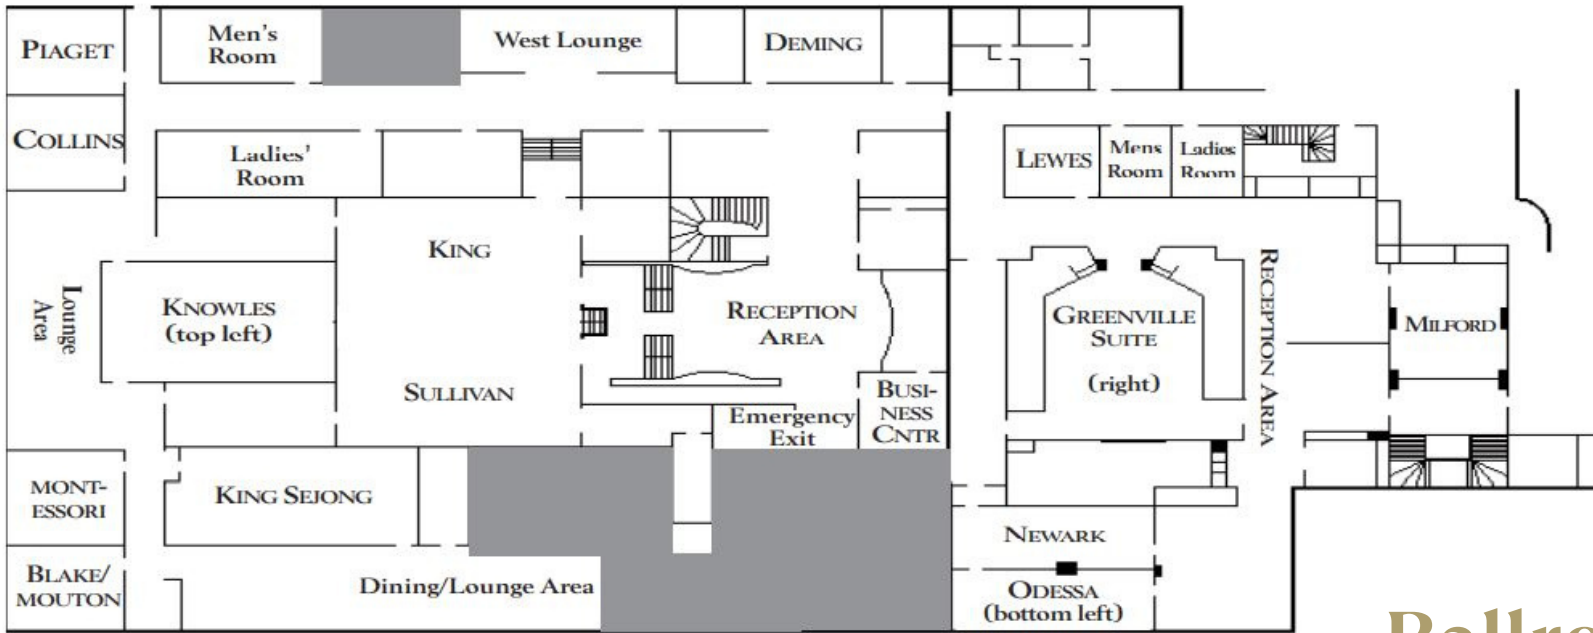 PIAGET
Men's
Room
West Lounge
DEMING
COLLINS
Ladies'
Room
LEWES
Mens
Room
Ladies
Room
KING
Lounge
Area
KNOWLES
(top left)
RECEPTION
AREA
GREENVILLE
SUITE
(right)
RECEPTION AREA
MILFORD
SULLIVAN
Emergency
Exit
BUSI-
NESS
CNTR
MONT-
ESSORI
KING SEJONG
NEWARK
BLAKE/
MOUTON
Dining/Lounge Area
ODESSA
(bottom left)